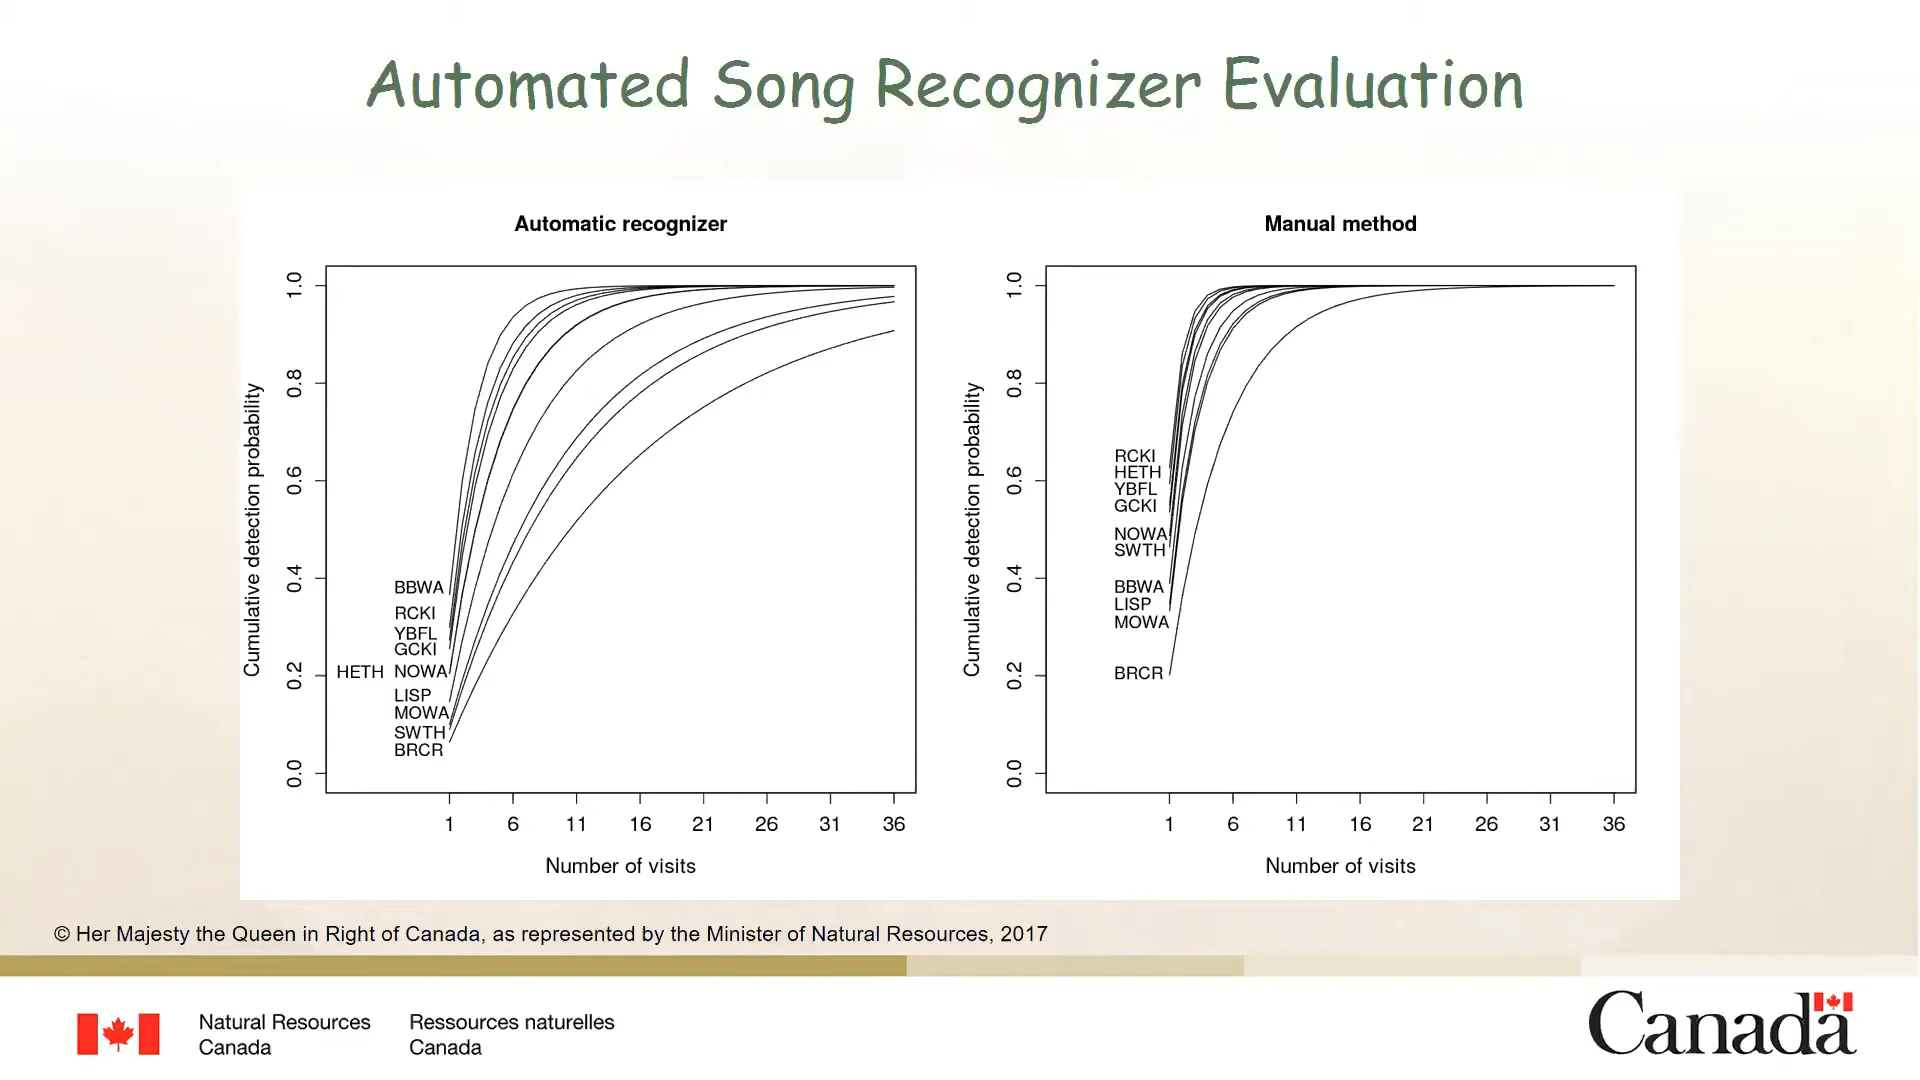 Automated Song Recognizer Evaluation
Automatic recognizer
Cumulative detection probability
1.0
0.8
0.6
0.4
0.2
0.0
BBWA
RCKI
YBFL
GCKI
HETH NOWA
LISP
MOWA
SWTH
BRCR
1 6 11 16 21 26 31 36
Number of visits
Manual method
Cumulative detection probability
1.0
0.8
0.6
0.4
0.2
0.0
RCKI
HETH
YBFL
GCKI
NOWA
SWTH
BBWA
LISP
MOWA
BRCR
1 6 11 16 21 26 31 36
Number of visits
© Her Majesty the Queen in Right of Canada, as represented by the Minister of Natural Resources, 2017
Natural Resources
Canada
Ressources naturelles
Canada
Canada